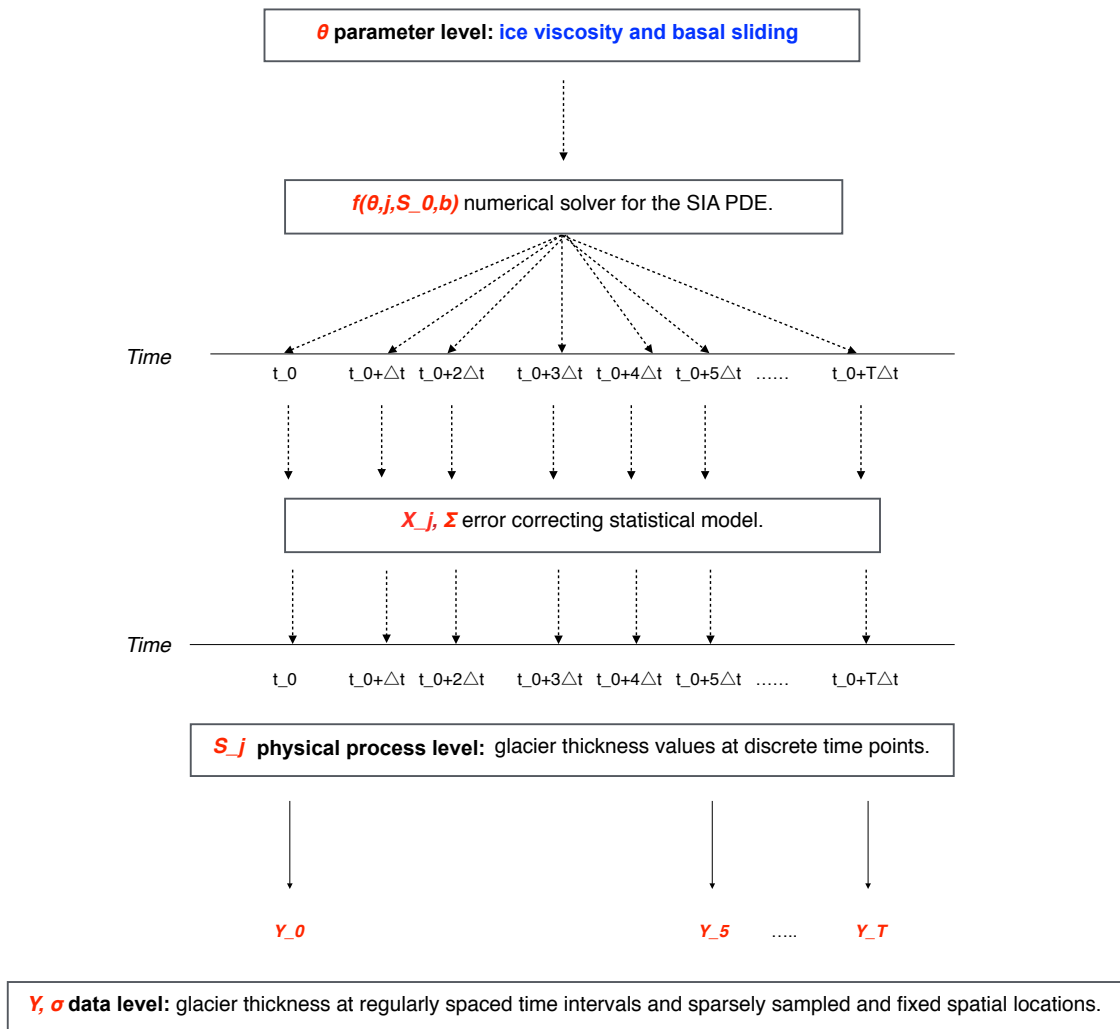 θ parameter level: ice viscosity and basal sliding
f(θ,j,S_0,b) numerical solver for the SIA PDE.
Time
t_0 t_0+△t t_0+2△t t_0+3△t t_0+4△t t_0+5△t ...... t_0+T△t
X_j, Σ error correcting statistical model.
Time
t_0 t_0+△t t_0+2△t t_0+3△t t_0+4△t t_0+5△t ...... t_0+T△t
S_j physical process level: glacier thickness values at discrete time points.
Y_0 Y_5 ..... Y_T
Y, σ data level: glacier thickness at regularly spaced time intervals and sparsely sampled and fixed spatial locations.